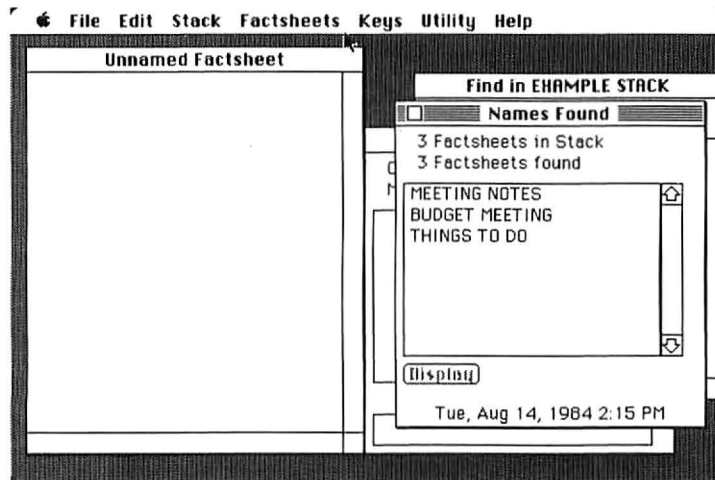 File Edit Stack Factsheets Keys Utility Help
Unnamed Factsheet
Find in EXAMPLE STACK
Names Found
3 Factsheets in Stack
3 Factsheets found
MEETING NOTES
BUDGET MEETING
THINGS TO DO
Display
Tue, Aug 14, 1984 2:15 PM